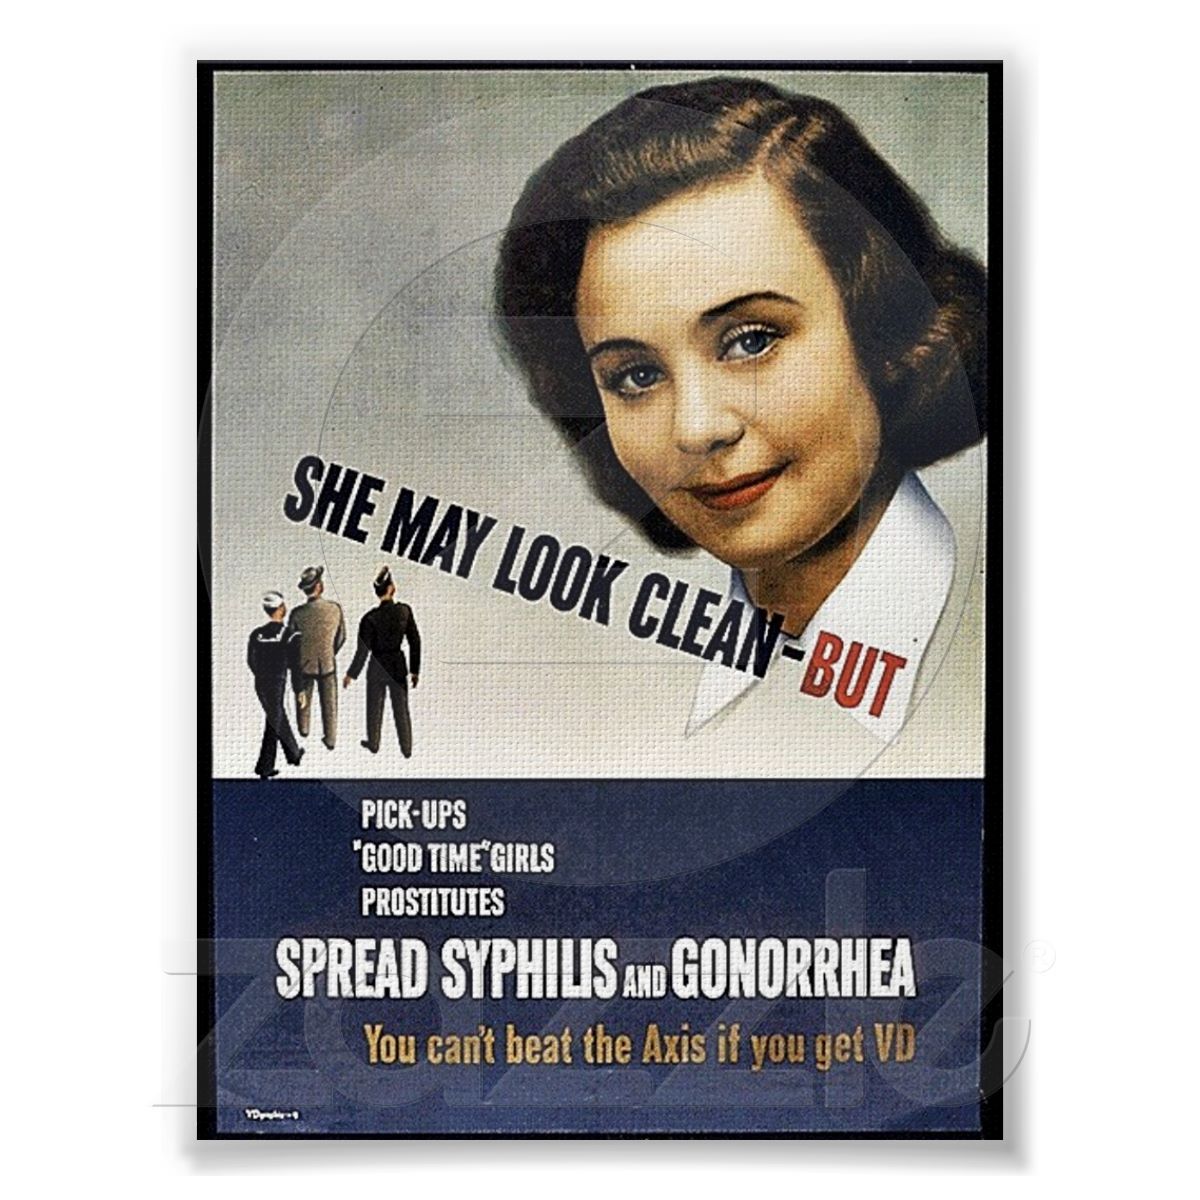 SHE MAY LOOK CLEAN-BUT
PICK-UPS
"GOOD TIME" GIRLS
PROSTITUTES
SPREAD SYPHILIS AND GONORRHEA
You can't beat the Axis if you get VD
zazzle®